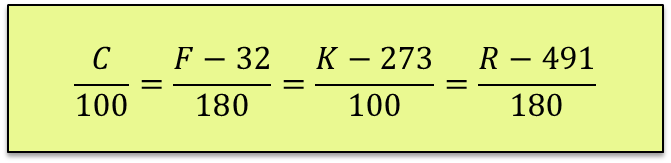 C/100 = F − 32/180 = K − 273/100 = R − 491/180